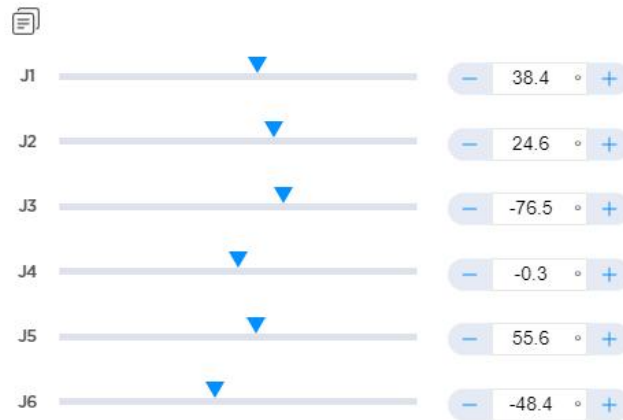 J1 − 38.4 ° +
J2 − 24.6 ° +
J3 − -76.5 ° +
J4 − -0.3 ° +
J5 − 55.6 ° +
J6 − -48.4 ° +